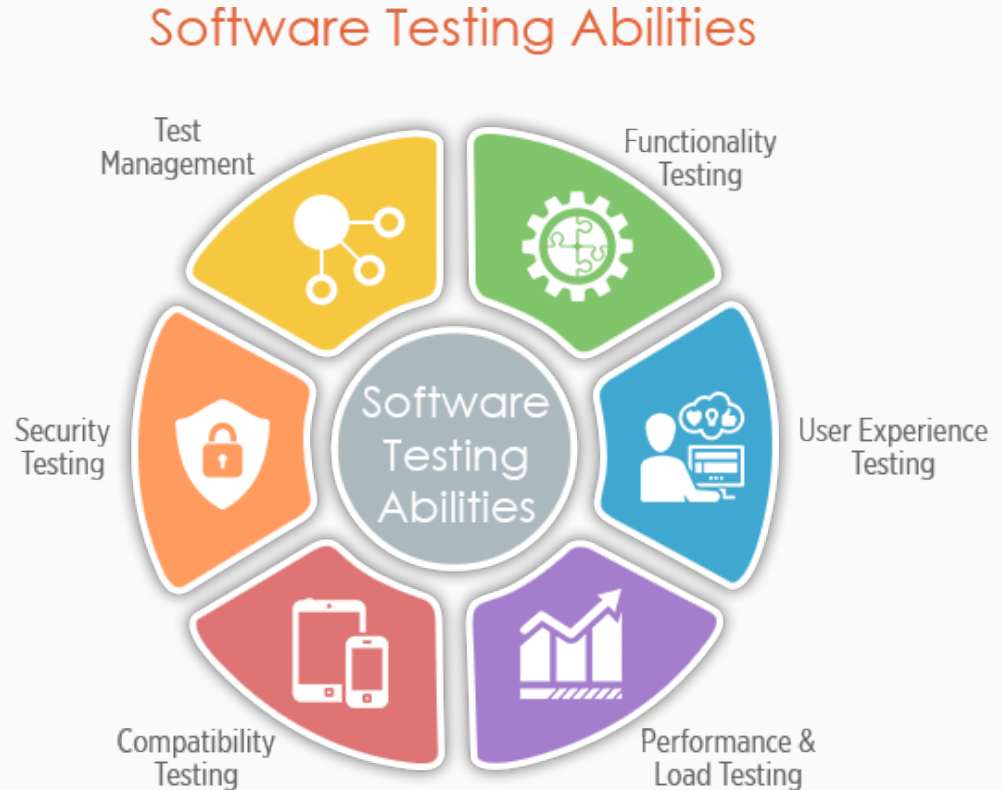 Software Testing Abilities
Test
Management
Functionality
Testing
Security
Testing
Software
Testing
Abilities
User Experience
Testing
Compatibility
Testing
Performance &
Load Testing